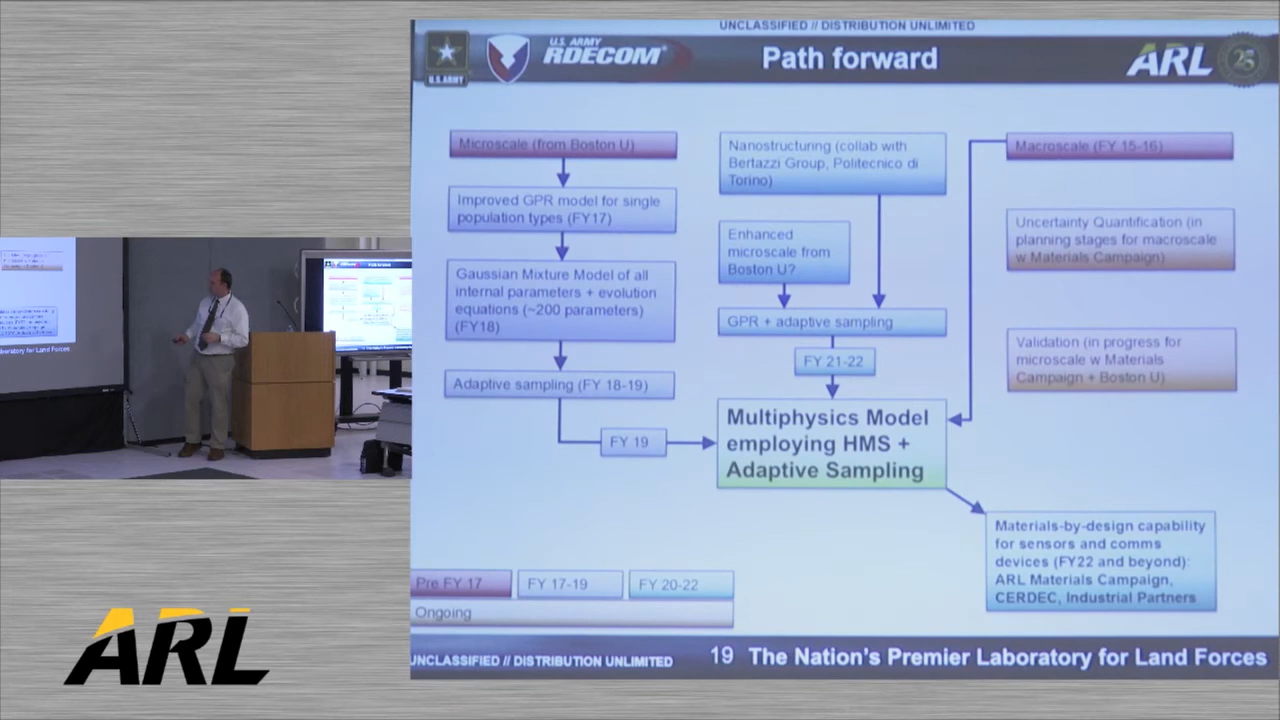 UNCLASSIFIED // DISTRIBUTION UNLIMITED
U.S. ARMY
U.S. ARMY
RDECOM®
Path forward
ARL
25
Microscale (from Boston U)
Improved GPR model for single
population types (FY17)
Gaussian Mixture Model of all
internal parameters + evolution
equations (~200 parameters)
(FY18)
Adaptive sampling (FY 18-19)
FY 19
Nanostructuring (collab with
Bertazzi Group, Politecnico di
Torino)
Enhanced
microscale from
Boston U?
GPR + adaptive sampling
FY 21-22
Multiphysics Model
employing HMS +
Adaptive Sampling
Macroscale (FY 15-16)
Uncertainty Quantification (in
planning stages for macroscale
w Materials Campaign)
Validation (in progress for
microscale w Materials
Campaign + Boston U)
Materials-by-design capability
for sensors and comms
devices (FY22 and beyond):
ARL Materials Campaign,
CERDEC, Industrial Partners
Pre FY 17
FY 17-19
FY 20-22
Ongoing
UNCLASSIFIED // DISTRIBUTION UNLIMITED
19 The Nation's Premier Laboratory for Land Forces
boratory for Land Forces
ARL